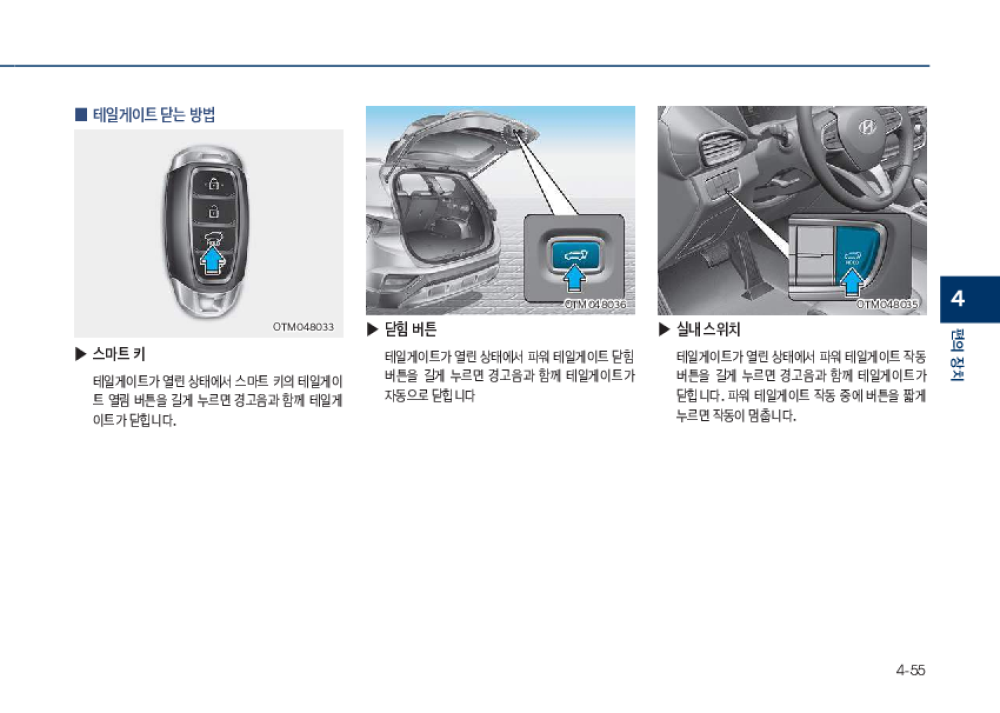 ■ 테일게이트 닫는 방법
OTM048033
▶ 스마트 키
테일게이트가 열린 상태에서 스마트 키의 테일게이
트 열림 버튼을 길게 누르면 경고음과 함께 테일게
이트가 닫힙니다.
OTM048036
▶ 닫힘 버튼
테일게이트가 열린 상태에서 파워 테일게이트 닫힘
버튼을 길게 누르면 경고음과 함께 테일게이트가
자동으로 닫힙니다
OTM048035
▶ 실내 스위치
테일게이트가 열린 상태에서 파워 테일게이트 작동
버튼을 길게 누르면 경고음과 함께 테일게이트가
닫힙니다. 파워 테일게이트 작동 중에 버튼을 짧게
누르면 작동이 멈춥니다.
4
편의 장치
4-55